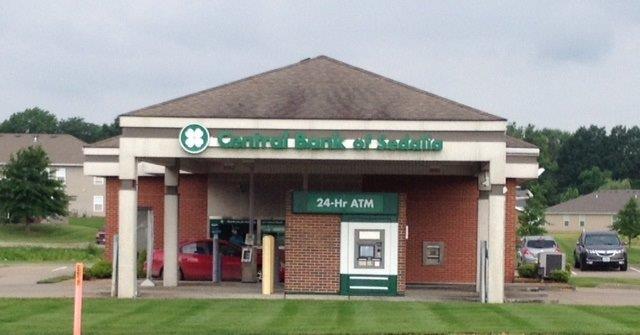 Central Bank of Sedalia
24-Hr ATM